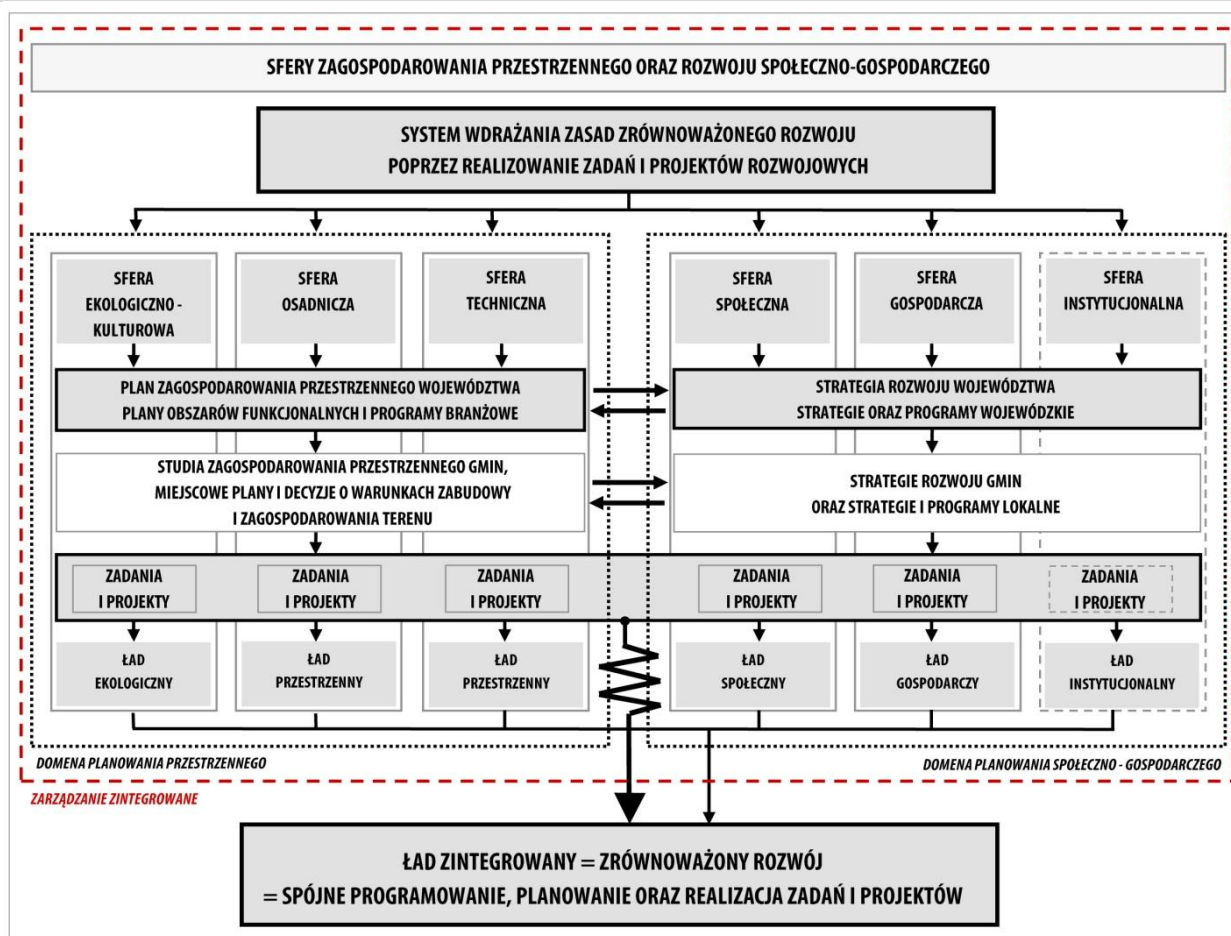 SFERY ZAGOSPODAROWANIA PRZESTRZENNEGO ORAZ ROZWOJU SPOŁECZNO-GOSPODARCZEGO
SYSTEM WDRAŻANIA ZASAD ZRÓWNOWAŻONEGO ROZWOJU
POPRZEZ REALIZOWANIE ZADAŃ I PROJEKTÓW ROZWOJOWYCH
SFERA
EKOLOGICZNO-
KULTUROWA
SFERA
OSADNICZA
SFERA
TECHNICZNA
SFERA
SPOŁECZNA
SFERA
GOSPODARCZA
SFERA
INSTYTUCJONALNA
PLAN ZAGOSPODAROWANIA PRZESTRZENNEGO WOJEWÓDZTWA
PLANY OBSZARÓW FUNKCJONALNYCH I PROGRAMY BRANŻOWE
STRATEGIA ROZWOJU WOJEWÓDZTWA
STRATEGIE ORAZ PROGRAMY WOJEWÓDZKIE
STUDIA ZAGOSPODAROWANIA PRZESTRZENNEGO GMIN,
MIEJSCOWE PLANY I DECYZJE O WARUNKACH ZABUDOWY
I ZAGOSPODAROWANIA TERENU
STRATEGIE ROZWOJU GMIN
ORAZ STRATEGIE I PROGRAMY LOKALNE
ZADANIA
I PROJEKTY
ZADANIA
I PROJEKTY
ZADANIA
I PROJEKTY
ZADANIA
I PROJEKTY
ZADANIA
I PROJEKTY
ZADANIA
I PROJEKTY
ŁAD
EKOLOGICZNY
ŁAD
PRZESTRZENNY
ŁAD
PRZESTRZENNY
ŁAD
SPOŁECZNY
ŁAD
GOSPODARCZY
ŁAD
INSTYTUCJONALNY
DOMENA PLANOWANIA PRZESTRZENNEGO
DOMENA PLANOWANIA SPOŁECZNO - GOSPODARCZEGO
ZARZĄDZANIE ZINTEGROWANE
ŁAD ZINTEGROWANY = ZRÓWNOWAŻONY ROZWÓJ
= SPÓJNE PROGRAMOWANIE, PLANOWANIE ORAZ REALIZACJA ZADAŃ I PROJEKTÓW